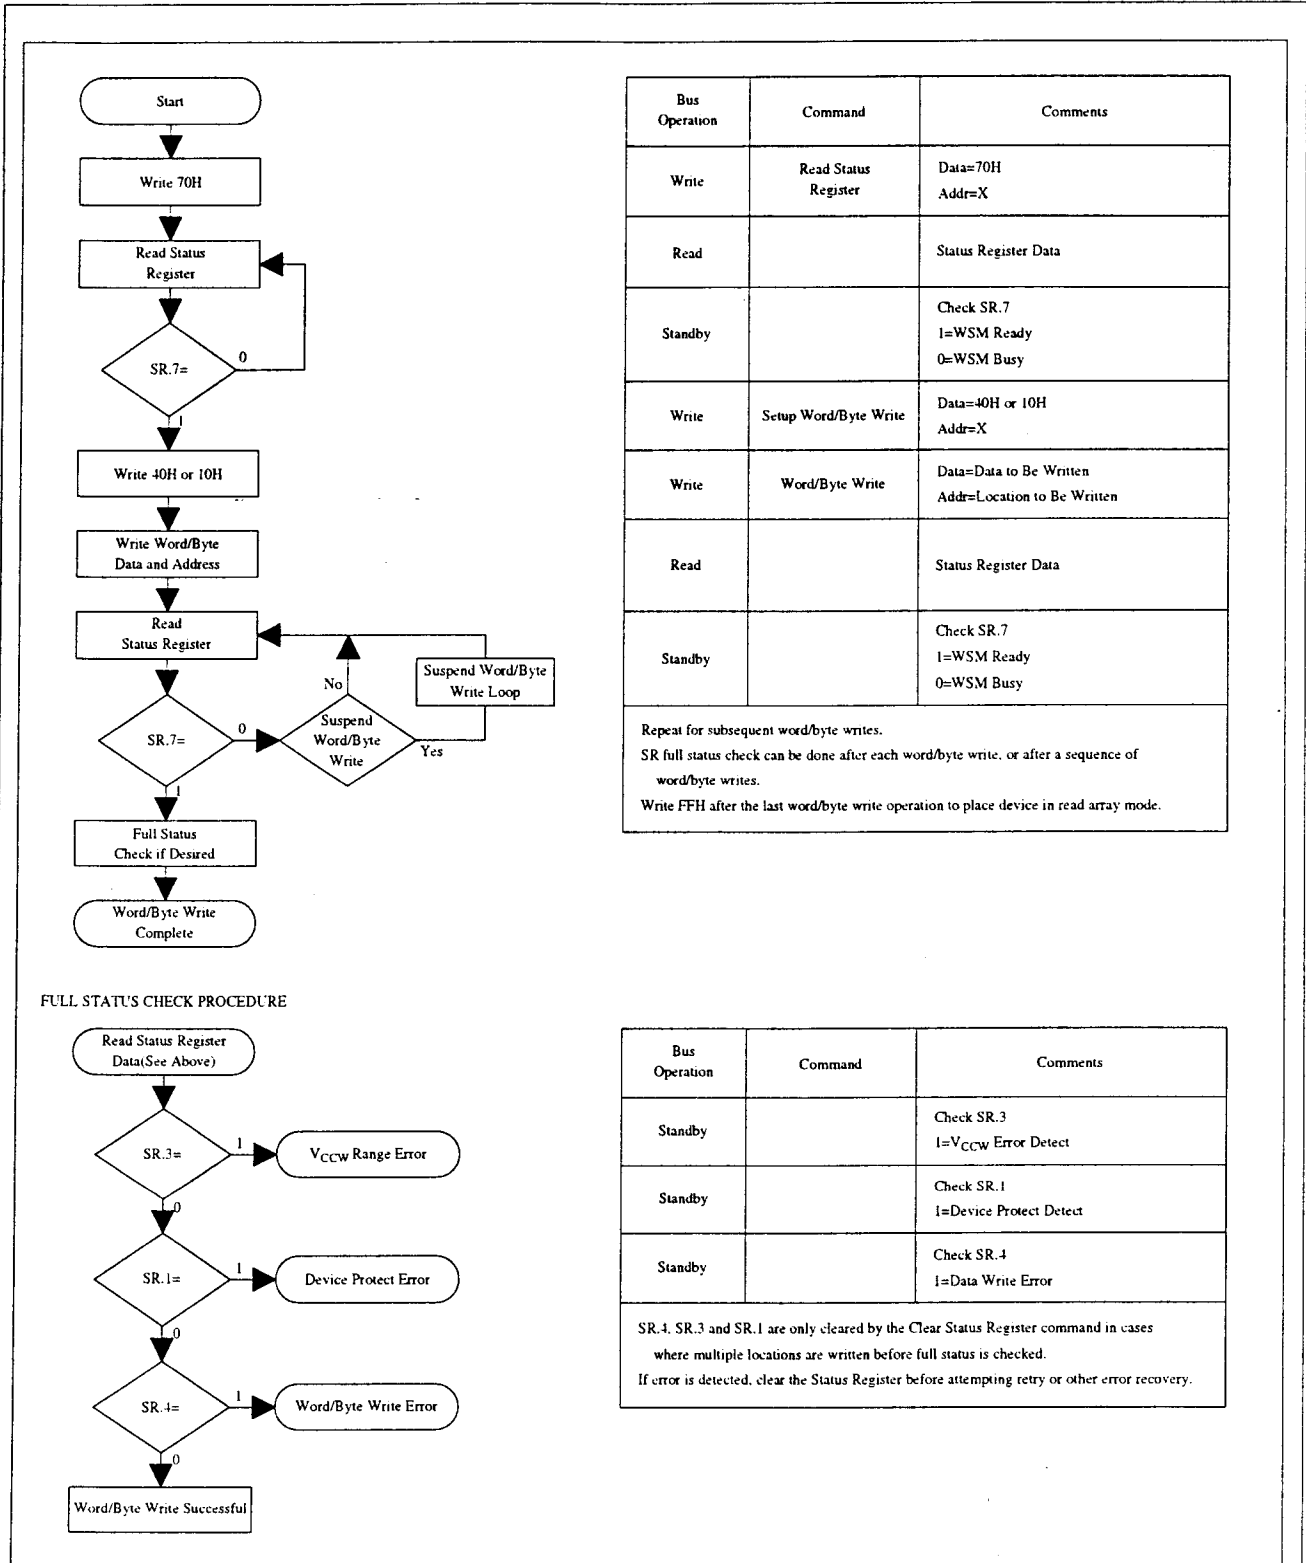 Start
Write 70H
Read Status
Register
SR.7=
0
1
Write 40H or 10H
Write Word/Byte
Data and Address
Read
Status Register
SR.7=
0
1
Suspend
Word/Byte
Write
No
Yes
Suspend Word/Byte
Write Loop
Full Status
Check if Desired
Word/Byte Write
Complete
Bus
Operation
Command
Comments
Write
Read Status
Register
Data=70H
Addr=X
Read
Status Register Data
Standby
Check SR.7
1=WSM Ready
0=WSM Busy
Write
Setup Word/Byte Write
Data=40H or 10H
Addr=X
Write
Word/Byte Write
Data=Data to Be Written
Addr=Location to Be Written
Read
Status Register Data
Standby
Check SR.7
1=WSM Ready
0=WSM Busy
Repeat for subsequent word/byte writes.
SR full status check can be done after each word/byte write, or after a sequence of
word/byte writes.
Write FFH after the last word/byte write operation to place device in read array mode.
FULL STATUS CHECK PROCEDURE
Read Status Register
Data(See Above)
SR.3=
1
VCCW Range Error
0
SR.1=
1
Device Protect Error
0
SR.4=
1
Word/Byte Write Error
0
Word/Byte Write Successful
Bus
Operation
Command
Comments
Standby
Check SR.3
1=VCCW Error Detect
Standby
Check SR.1
1=Device Protect Detect
Standby
Check SR.4
1=Data Write Error
SR.4, SR.3 and SR.1 are only cleared by the Clear Status Register command in cases
where multiple locations are written before full status is checked.
If error is detected, clear the Status Register before attempting retry or other error recovery.